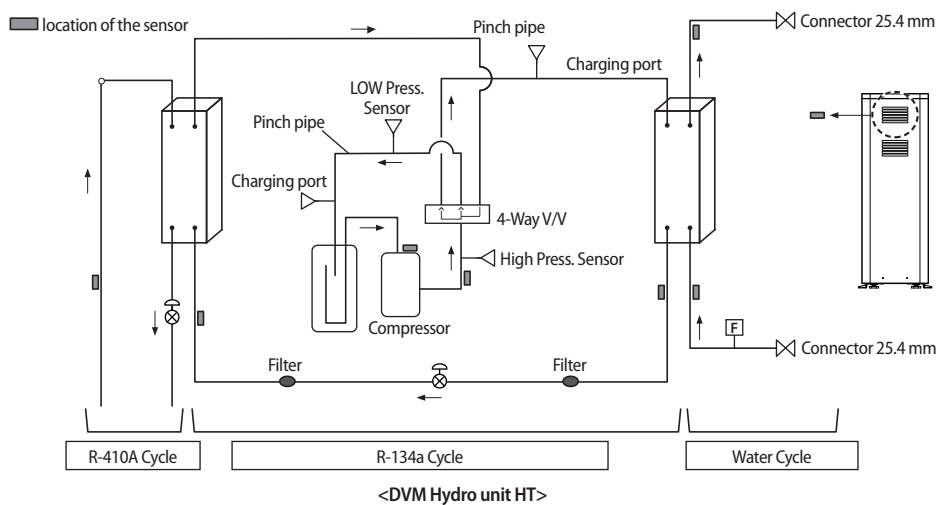 location of the sensor
Pinch pipe
Connector 25.4 mm
Charging port
LOW Press.
Sensor
Pinch pipe
Charging port
4-Way V/V
High Press. Sensor
Compressor
F
Connector 25.4 mm
Filter
Filter
R-410A Cycle
R-134a Cycle
Water Cycle
<DVM Hydro unit HT>